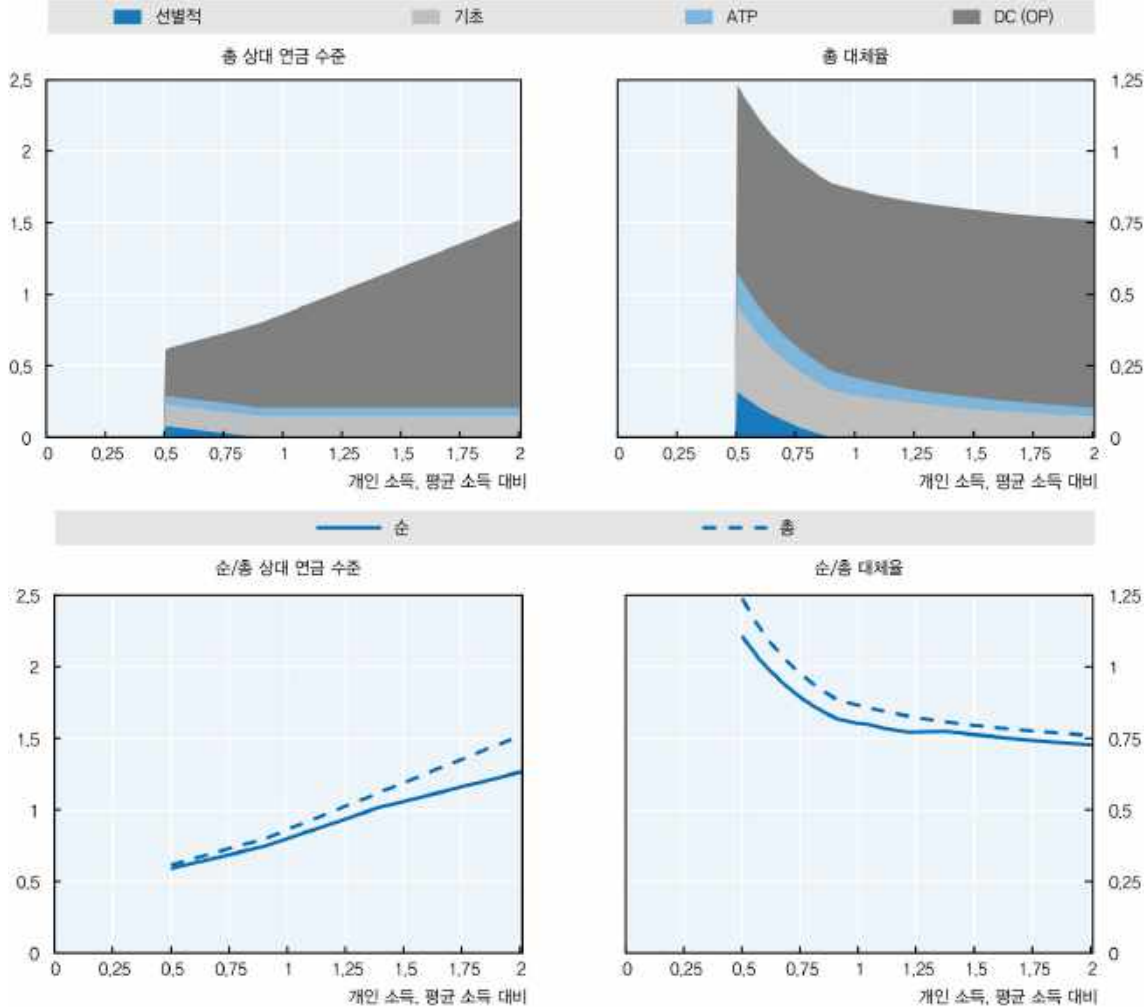 선별적 기초 ATP DC (OP)
총 상대 연금 수준 총 대체율
2,5 1,25
2 1
1,5 0,75
1 0,5
0,5 0,25
0 0
0 0,25 0,5 0,75 1 1,25 1,5 1,75 2 0 0,25 0,5 0,75 1 1,25 1,5 1,75 2
개인 소득, 평균 소득 대비 개인 소득, 평균 소득 대비
순 총
순/총 상대 연금 수준 순/총 대체율
2,5 1,25
2 1
1,5 0,75
1 0,5
0,5 0,25
0 0
0 0,25 0,5 0,75 1 1,25 1,5 1,75 2 0 0,25 0,5 0,75 1 1,25 1,5 1,75 2
개인 소득, 평균 소득 대비 개인 소득, 평균 소득 대비